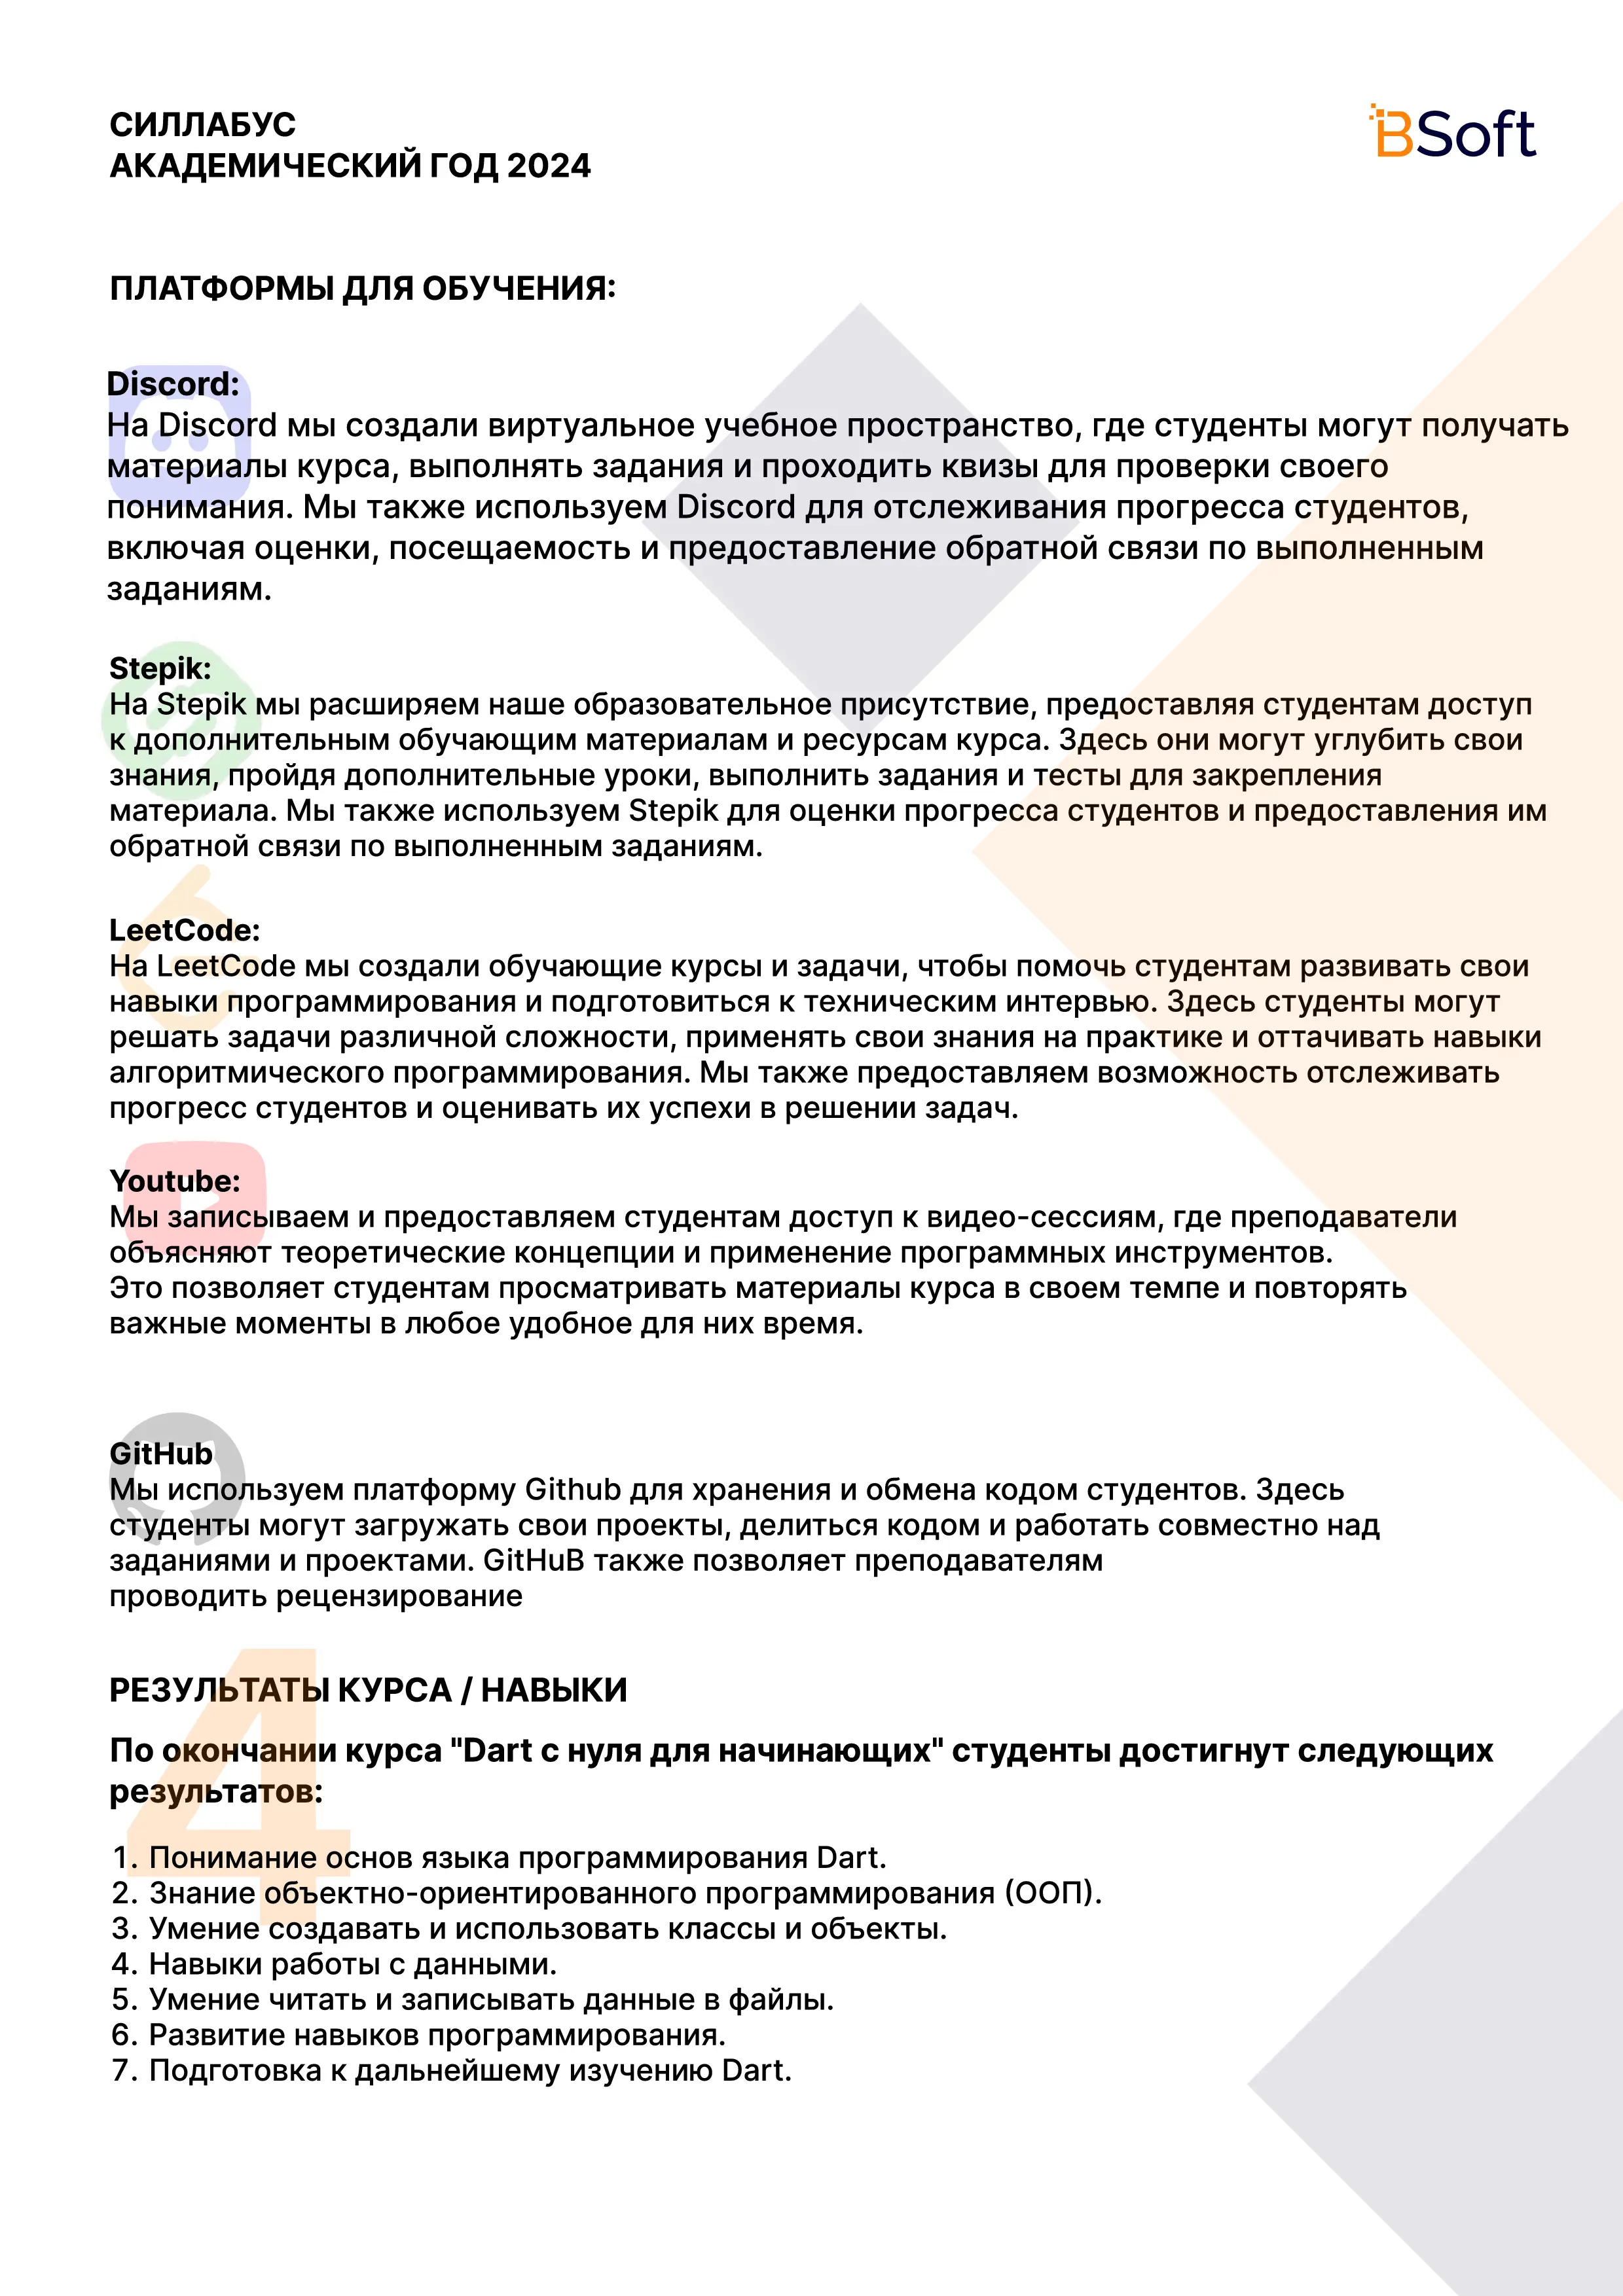 СИЛЛАБУС
АКАДЕМИЧЕСКИЙ ГОД 2024
BSoft
ПЛАТФОРМЫ ДЛЯ ОБУЧЕНИЯ:
Discord:
На Discord мы создали виртуальное учебное пространство, где студенты могут получать
материалы курса, выполнять задания и проходить квизы для проверки своего
понимания. Мы также используем Discord для отслеживания прогресса студентов,
включая оценки, посещаемость и предоставление обратной связи по выполненным
заданиям.
Stepik:
На Stepik мы расширяем наше образовательное присутствие, предоставляя студентам доступ
к дополнительным обучающим материалам и ресурсам курса. Здесь они могут углубить свои
знания, пройдя дополнительные уроки, выполнить задания и тесты для закрепления
материала. Мы также используем Stepik для оценки прогресса студентов и предоставления им
обратной связи по выполненным заданиям.
LeetCode:
На LeetCode мы создали обучающие курсы и задачи, чтобы помочь студентам развивать свои
навыки программирования и подготовиться к техническим интервью. Здесь студенты могут
решать задачи различной сложности, применять свои знания на практике и оттачивать навыки
алгоритмического программирования. Мы также предоставляем возможность отслеживать
прогресс студентов и оценивать их успехи в решении задач.
Youtube:
Мы записываем и предоставляем студентам доступ к видео-сессиям, где преподаватели
объясняют теоретические концепции и применение программных инструментов.
Это позволяет студентам просматривать материалы курса в своем темпе и повторять
важные моменты в любое удобное для них время.
GitHub
Мы используем платформу Github для хранения и обмена кодом студентов. Здесь
студенты могут загружать свои проекты, делиться кодом и работать совместно над
заданиями и проектами. GitHuB также позволяет преподавателям
проводить рецензирование
4
РЕЗУЛЬТАТЫ КУРСА / НАВЫКИ
По окончании курса "Dart с нуля для начинающих" студенты достигнут следующих
результатов:
1. Понимание основ языка программирования Dart.
2. Знание объектно-ориентированного программирования (ООП).
3. Умение создавать и использовать классы и объекты.
4. Навыки работы с данными.
5. Умение читать и записывать данные в файлы.
6. Развитие навыков программирования.
7. Подготовка к дальнейшему изучению Dart.